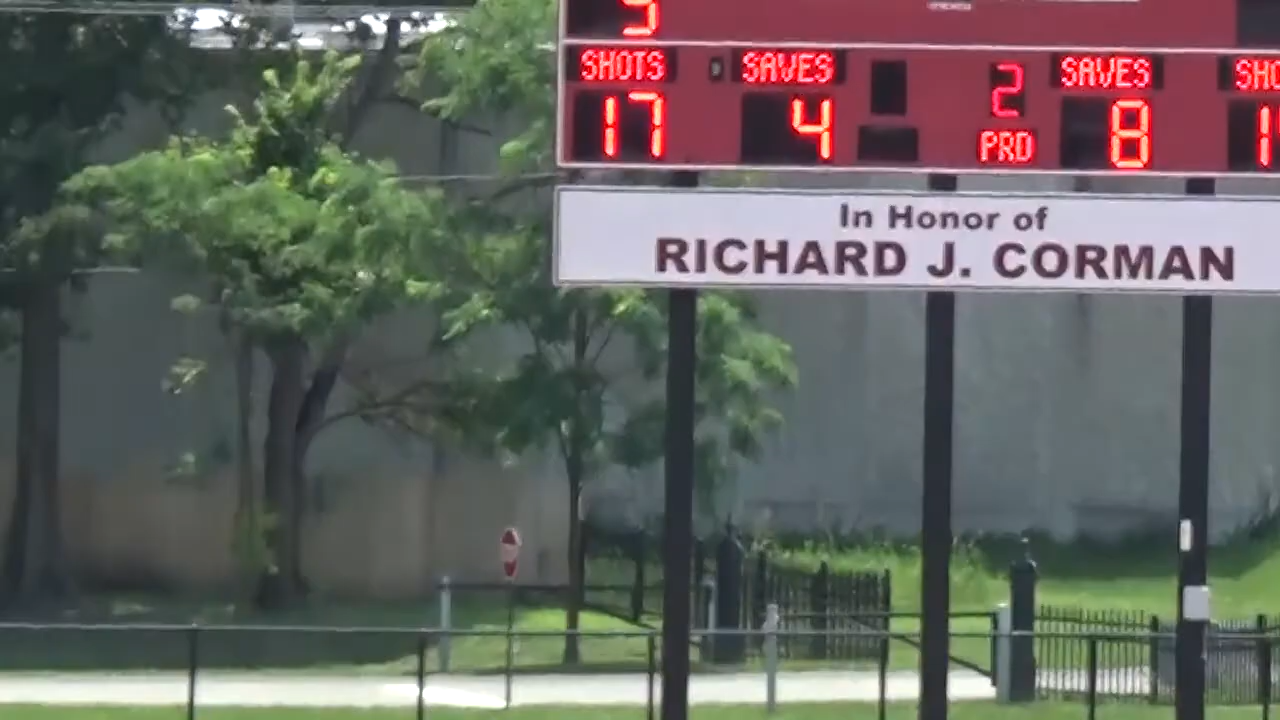 SHOTS SAVES 2 SAVES
17 4 PRD 8
In Honor of
RICHARD J. CORMAN